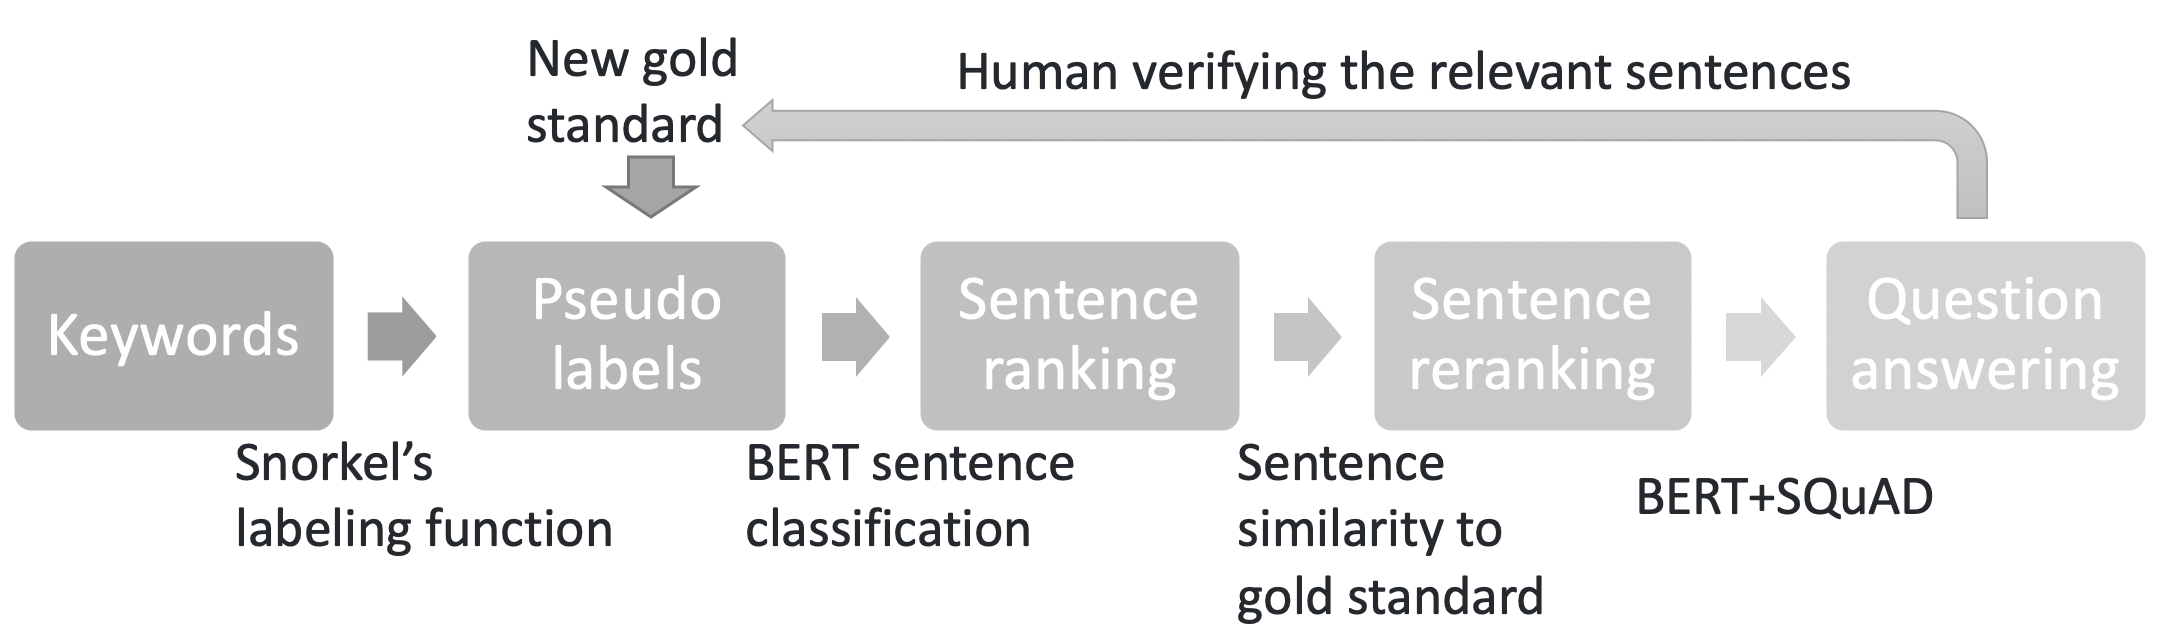 New gold
standard
Human verifying the relevant sentences
Keywords
Pseudo
labels
Sentence
ranking
Sentence
reranking
Question
answering
Snorkel’s
labeling function
BERT sentence
classification
Sentence
similarity to
gold standard
BERT+SQuAD